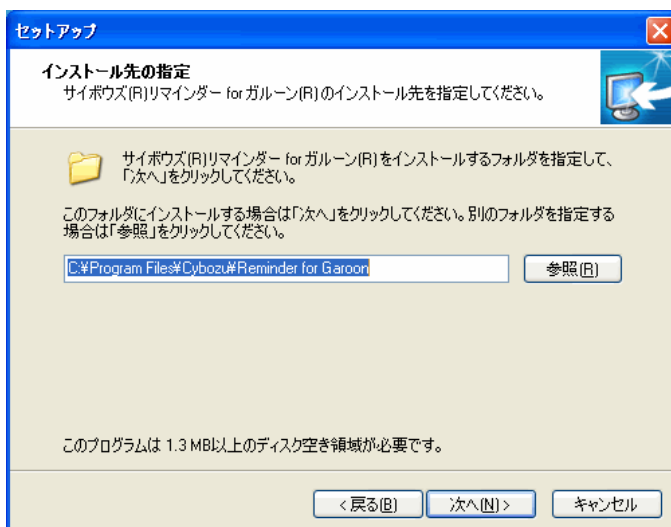 セットアップ
インストール先の指定
サイボウズ(R)リマインダー for ガルーン(R)のインストール先を指定してください。
サイボウズ(R)リマインダー for ガルーン(R)をインストールするフォルダを指定して、
「次へ」をクリックしてください。
このフォルダにインストールする場合は「次へ」をクリックしてください。別のフォルダを指定する
場合は「参照」をクリックしてください。
C:¥Program Files¥Cybozu¥Reminder for Garoon
参照(R)
このプログラムは 1.3 MB以上のディスク空き領域が必要です。
< 戻る(B)
次へ(N) >
キャンセル